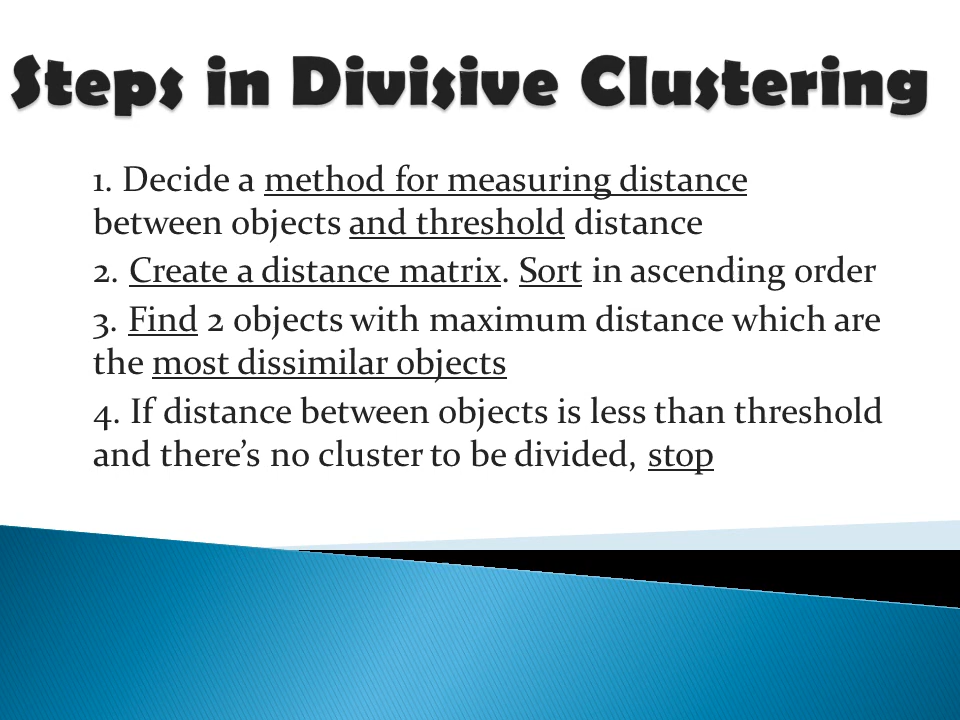 Steps in Divisive Clustering
1. Decide a method for measuring distance
between objects and threshold distance
2. Create a distance matrix. Sort in ascending order
3. Find 2 objects with maximum distance which are
the most dissimilar objects
4. If distance between objects is less than threshold
and there’s no cluster to be divided, stop